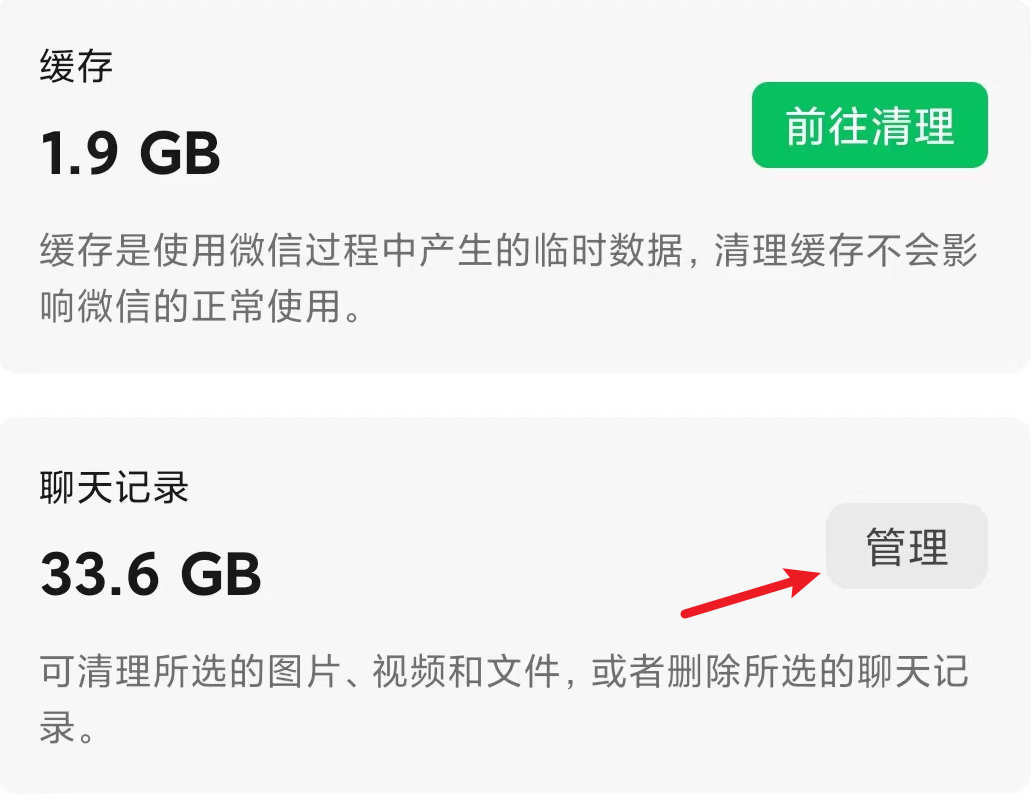 缓存
1.9 GB
前往清理
缓存是使用微信过程中产生的临时数据，清理缓存不会影
响微信的正常使用。
聊天记录
33.6 GB
管理
可清理所选的图片、视频和文件，或者删除所选的聊天记
录。